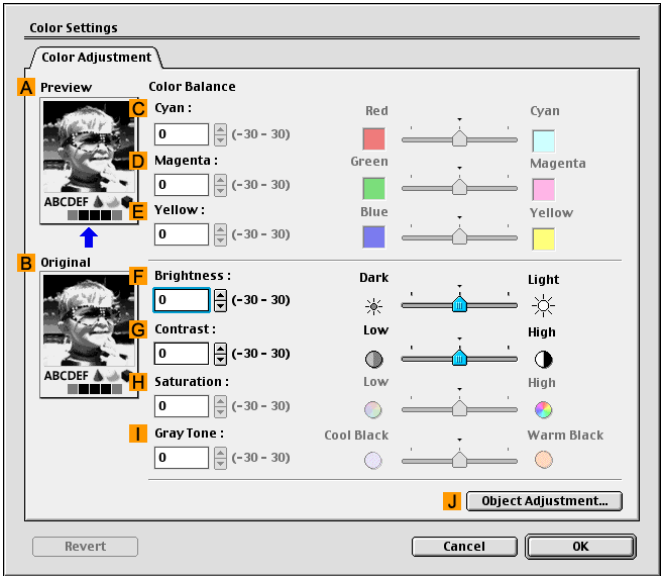 Color Settings
Color Adjustment
A Preview
Color Balance
C Cyan :
Red
Cyan
0 (-30 - 30)
ABCDEF
D Magenta :
Green
Magenta
0 (-30 - 30)
E Yellow :
Blue
Yellow
0 (-30 - 30)
B Original
ABCDEF
F Brightness :
Dark
Light
0 (-30 - 30)
G Contrast :
Low
High
0 (-30 - 30)
H Saturation :
Low
High
0 (-30 - 30)
I Gray Tone :
Cool Black
Warm Black
0 (-30 - 30)
J Object Adjustment...
Revert
Cancel
OK